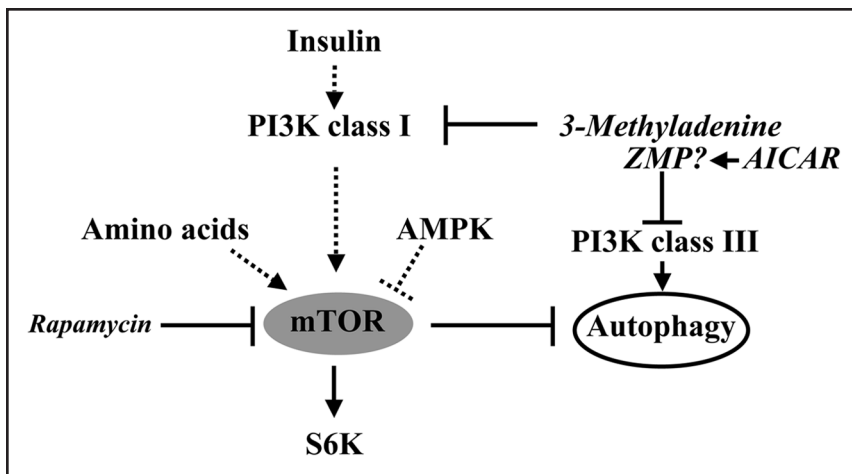 Insulin
PI3K class I
3-Methyladenine
ZMP? AICAR
Amino acids
AMPK
PI3K class III
Rapamycin
mTOR
Autophagy
S6K